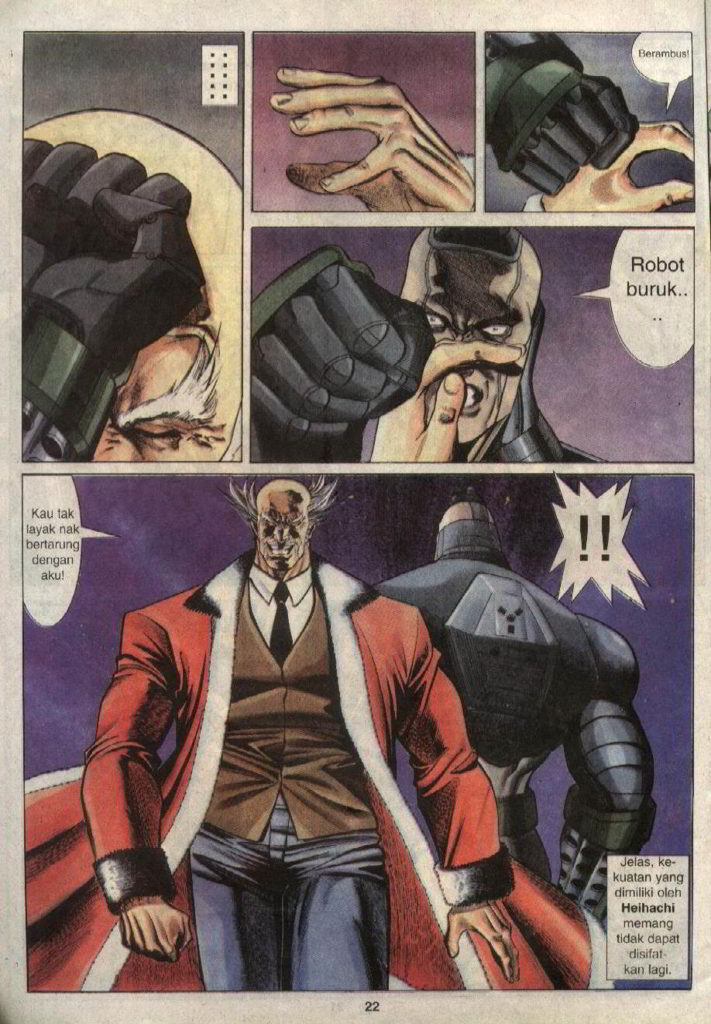 Berambus!
Robot
buruk..
..
Kau tak
layak nak
bertarung
dengan
aku!
!!
Jelas, ke-
kuatan yang
dimiliki oleh
Heihachi
memang
tidak dapat
disifat-
kan lagi.
22